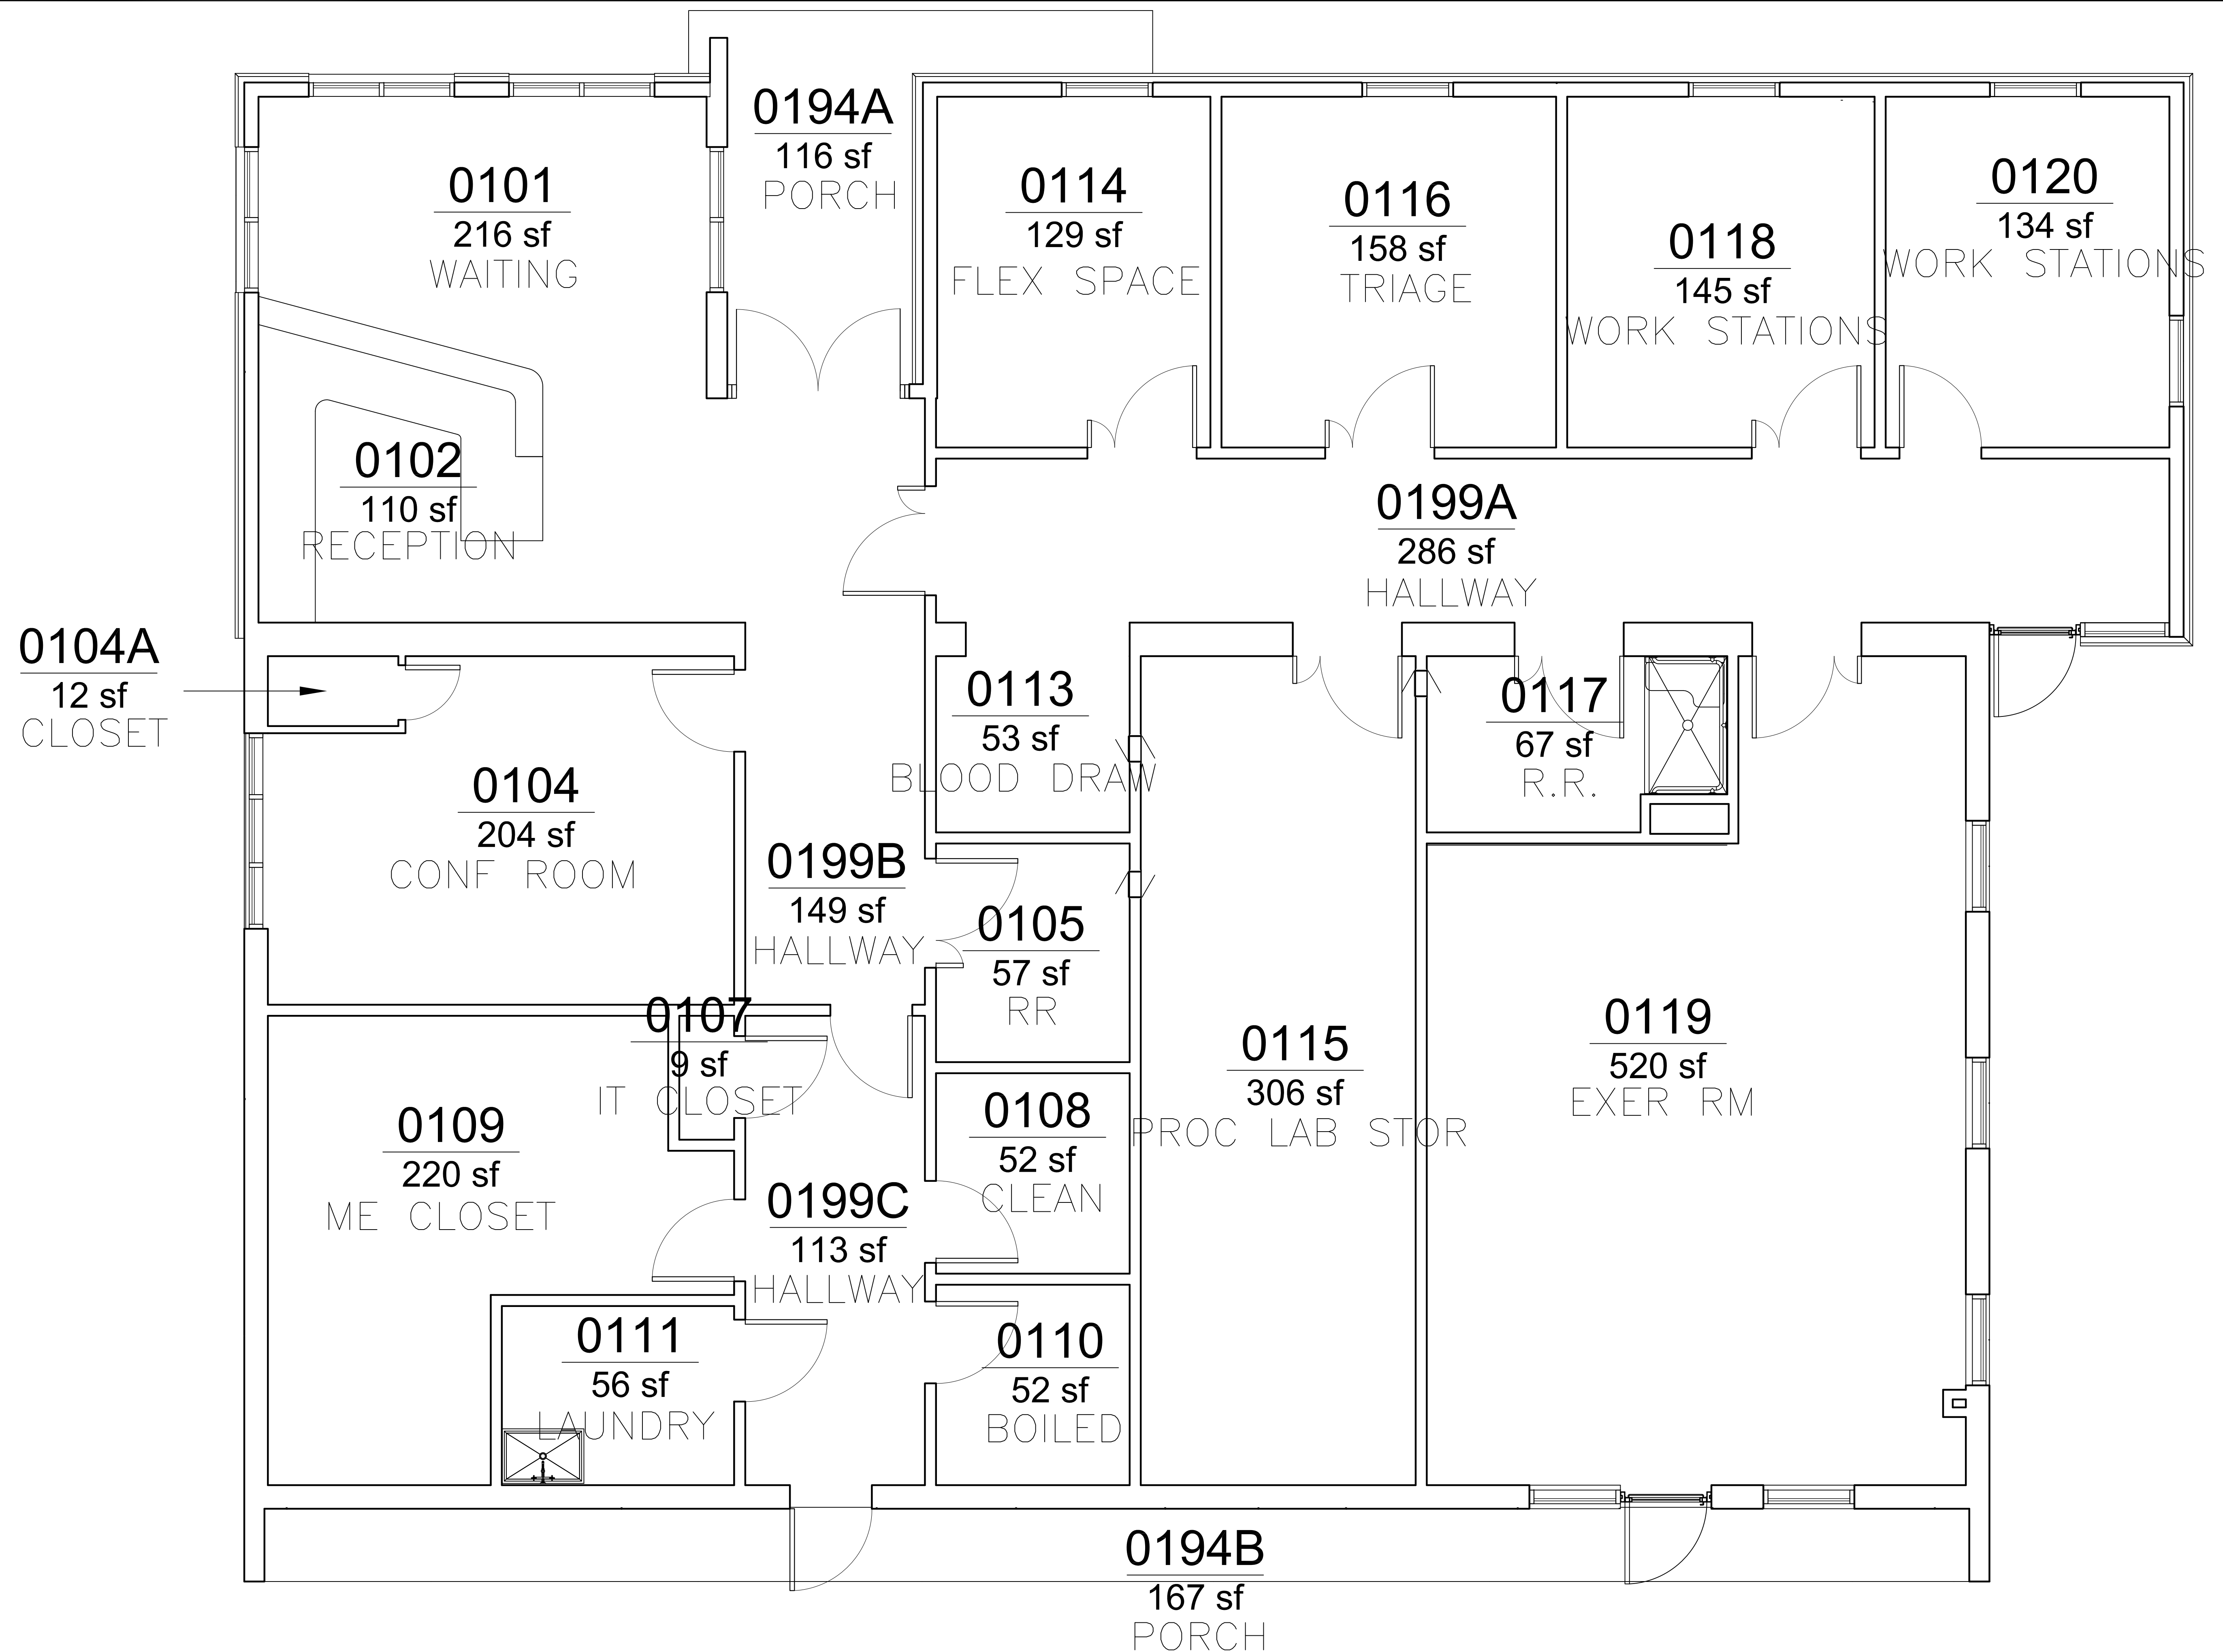 0194A
116 sf
PORCH
0101
216 sf
WAITING
0114
129 sf
FLEX SPACE
0116
158 sf
TRIAGE
0118
145 sf
WORK STATIONS
0120
134 sf
WORK STATIONS
0102
110 sf
RECEPTION
0199A
286 sf
HALLWAY
0104A
12 sf
CLOSET
0113
53 sf
BLOOD DRAW
0117
67 sf
R.R.
0104
204 sf
CONF ROOM
0199B
149 sf
HALLWAY
0105
57 sf
RR
0107
9 sf
IT CLOSET
0115
306 sf
PROC LAB STOR
0119
520 sf
EXER RM
0109
220 sf
ME CLOSET
0108
52 sf
CLEAN
0199C
113 sf
HALLWAY
0111
56 sf
LAUNDRY
0110
52 sf
BOILED
0194B
167 sf
PORCH